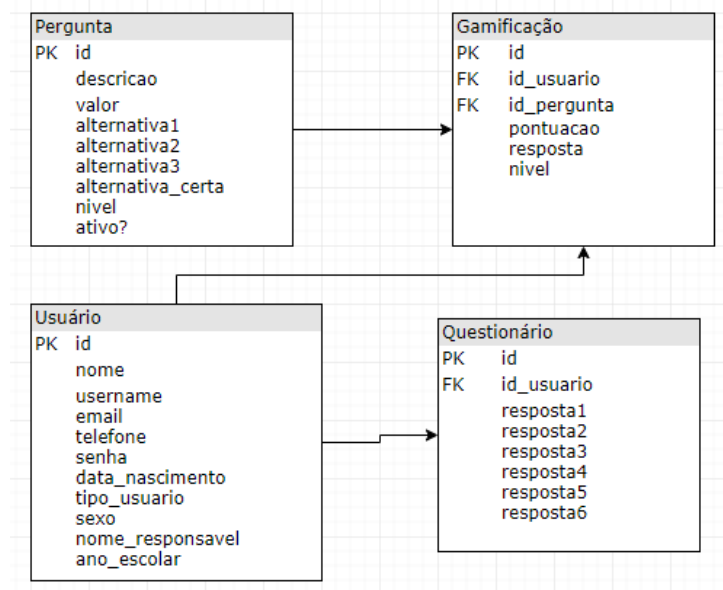 Pergunta
PK id
descricao
valor
alternativa1
alternativa2
alternativa3
alternativa_certa
nivel
ativo?
Gamificação
PK id
FK id_usuario
FK id_pergunta
pontuacao
resposta
nivel
Usuário
PK id
nome
username
email
telefone
senha
data_nascimento
tipo_usuario
sexo
nome_responsavel
ano_escolar
Questionário
PK id
FK id_usuario
resposta1
resposta2
resposta3
resposta4
resposta5
resposta6